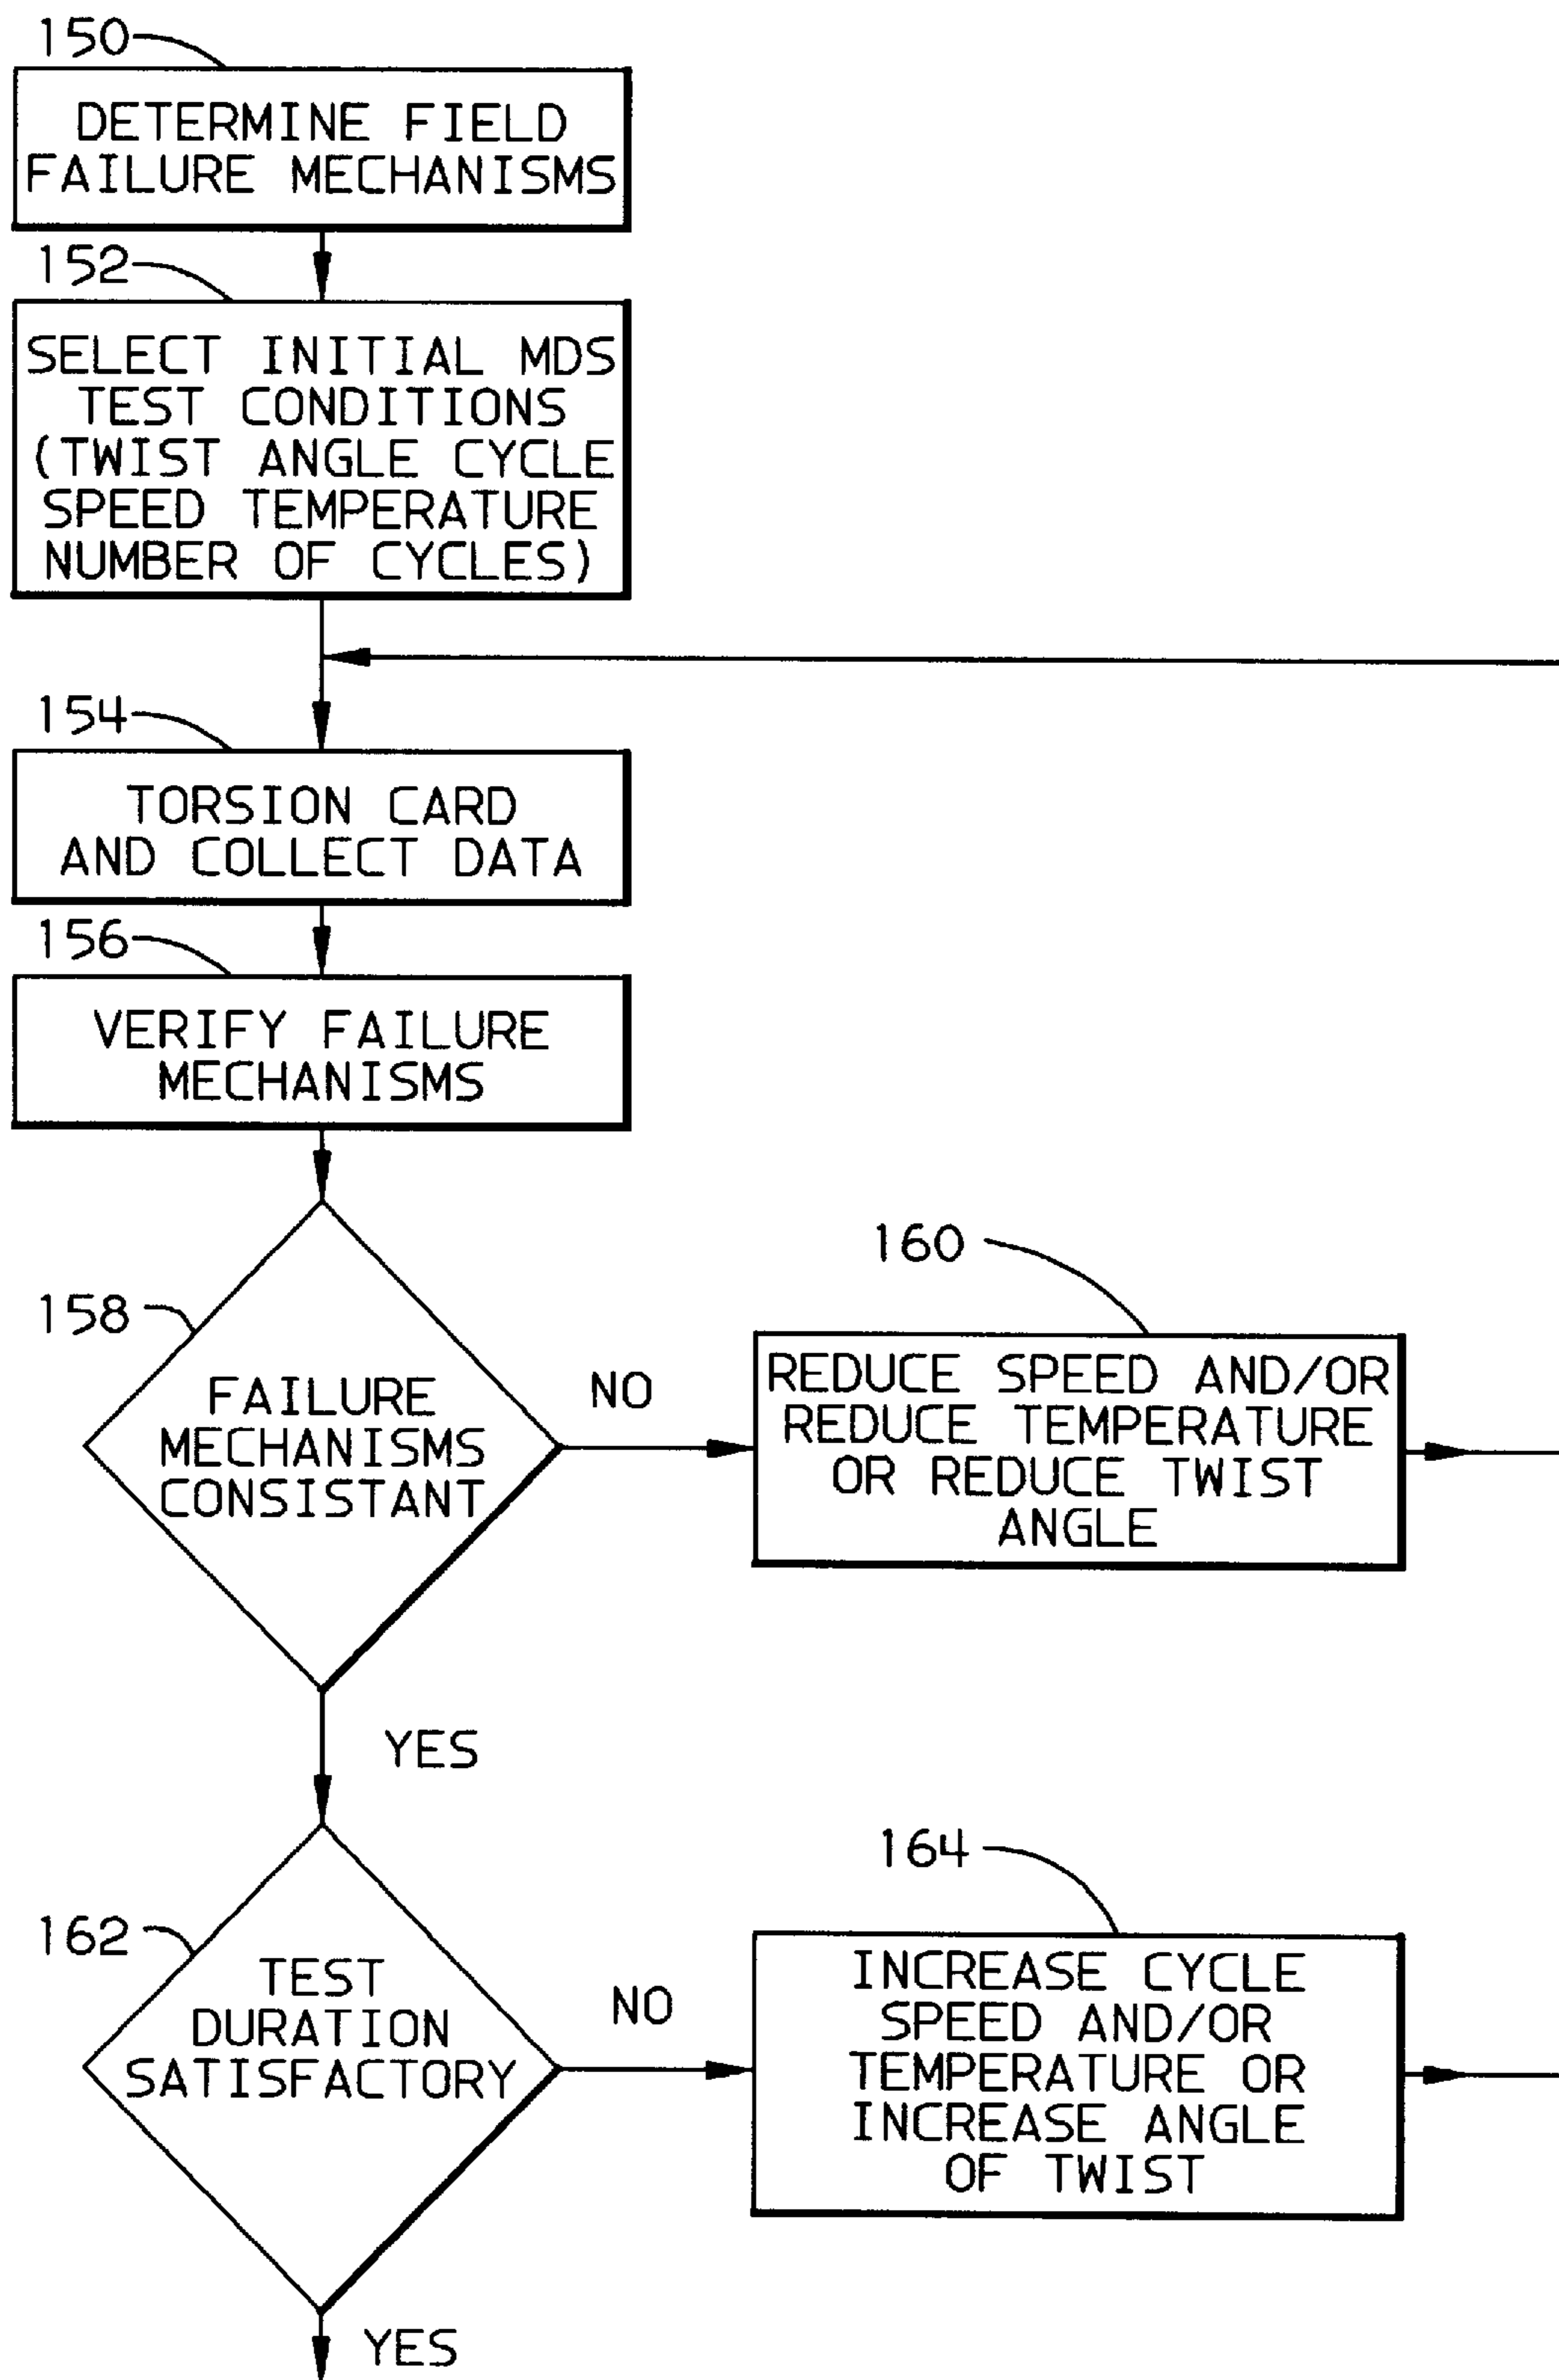 150
DETERMINE FIELD
FAILURE MECHANISMS
152
SELECT INITIAL MDS
TEST CONDITIONS
(TWIST ANGLE CYCLE
SPEED TEMPERATURE
NUMBER OF CYCLES)
154
TORSION CARD
AND COLLECT DATA
156
VERIFY FAILURE
MECHANISMS
158
FAILURE
MECHANISMS
CONSISTANT
NO
160
REDUCE SPEED AND/OR
REDUCE TEMPERATURE
OR REDUCE TWIST
ANGLE
YES
162
TEST
DURATION
SATISFACTORY
NO
164
INCREASE CYCLE
SPEED AND/OR
TEMPERATURE OR
INCREASE ANGLE
OF TWIST
YES